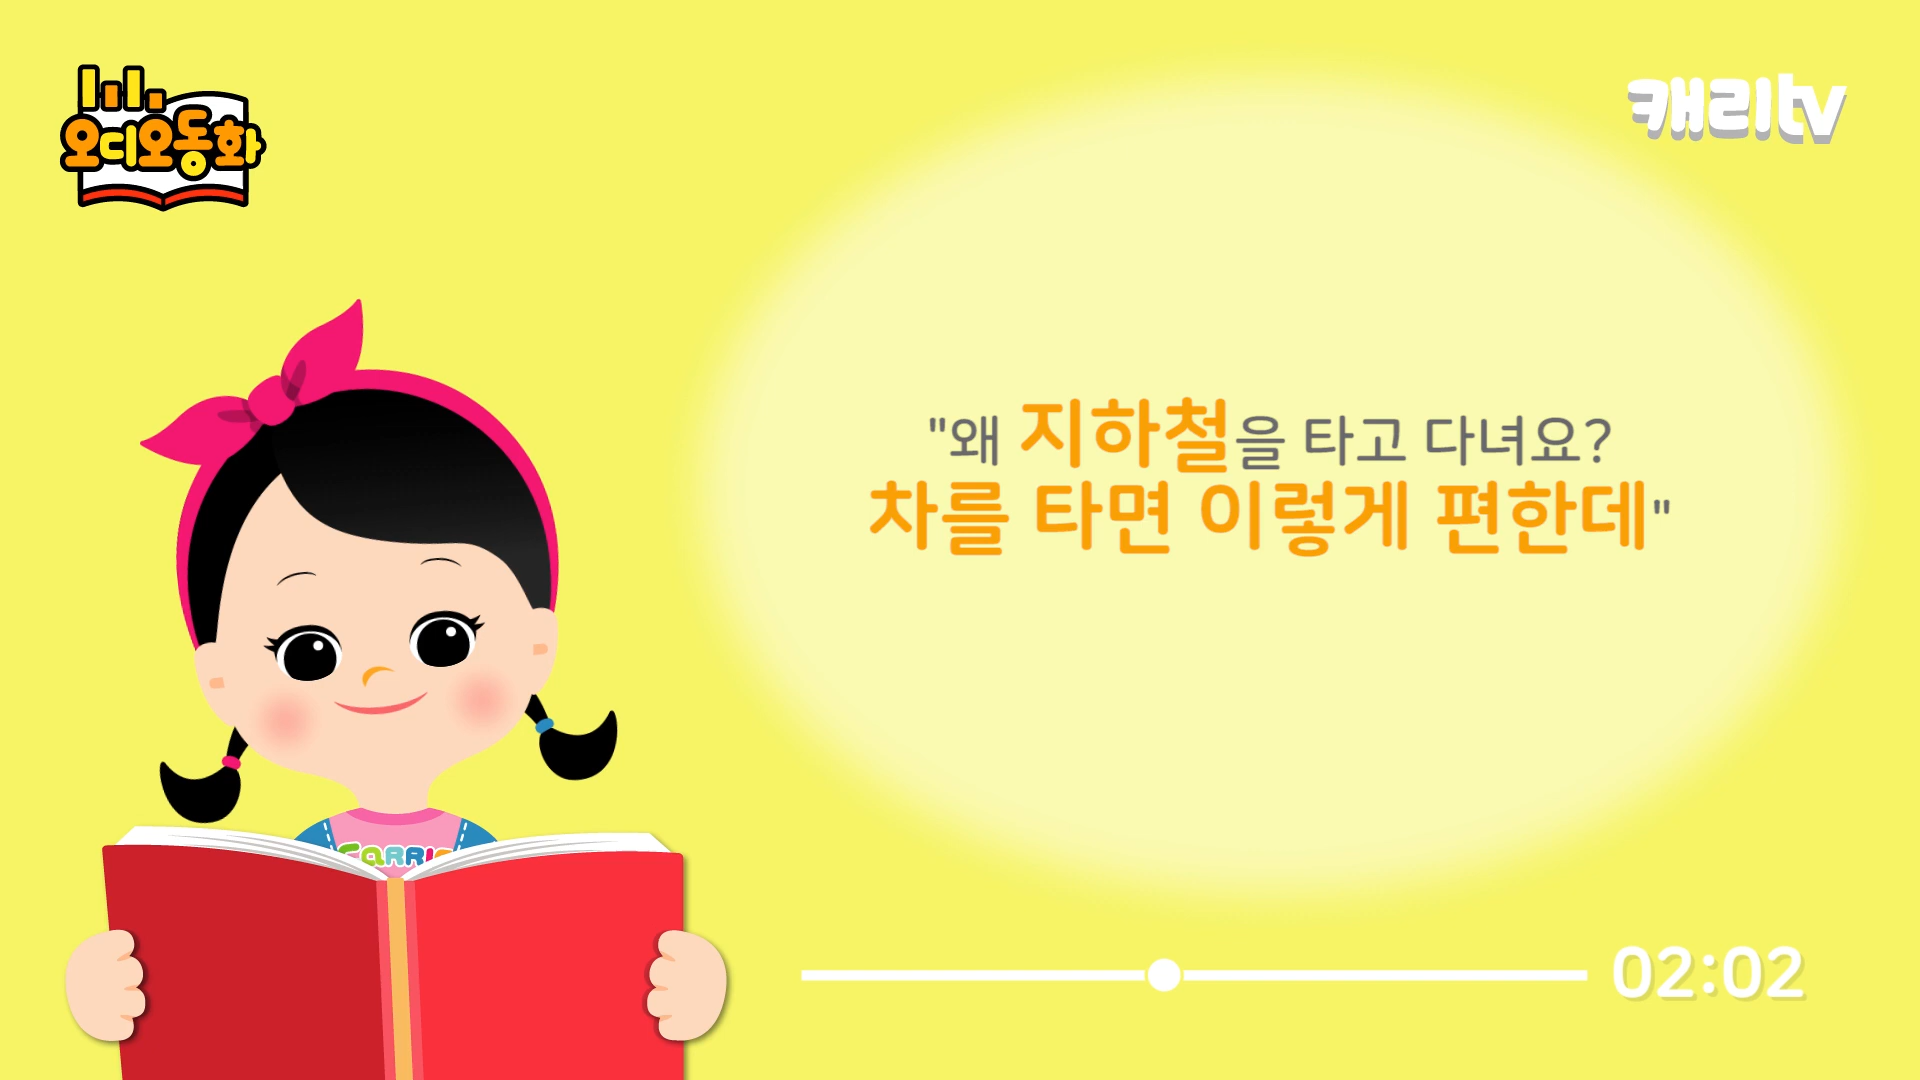 오디오동화
캐리tv
"왜 지하철을 타고 다녀요?
차를 타면 이렇게 편한데"
CARRIE
02:02